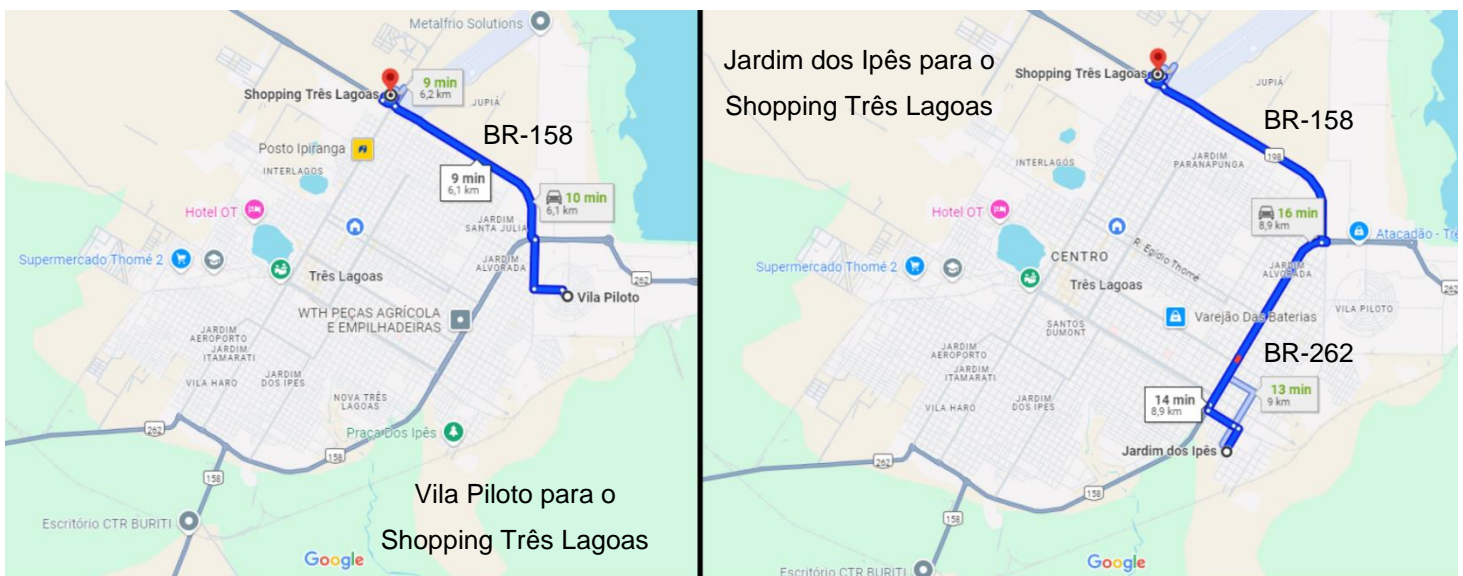 Metalfrio Solutions
9 min
6,2 km
Shopping Três Lagoas
JUPIÁ
BR-158
Posto Ipiranga
INTERLAGOS
9 min
6,1 km
10 min
6,1 km
Hotel OT
JARDIM
SANTA JULIA
Supermercado Thomé 2
Três Lagoas
JARDIM
ALVORADA
262
Vila Piloto
WTH PEÇAS AGRÍCOLA
E EMPILHADEIRAS
JARDIM
AEROPORTO
JARDIM
ITAMARATI
VILA HARO
JARDIM
DOS IPES
NOVA TRÊS
LAGOAS
Praça Dos Ipês
262
158
158
Vila Piloto para o
Shopping Três Lagoas
Escritório CTR BURITI
Google
Jardim dos Ipês para o
Shopping Três Lagoas
Shopping Três Lagoas
JUPIÁ
BR-158
198
JARDIM
PARANAPUNGA
INTERLAGOS
Hotel OT
16 min
8,9 km
Atacadão - Trê
R. Egidio Thomé
CENTRO
Supermercado Thomé 2
JARDIM
ALVORADA
Três Lagoas
262
VILA PILOTO
Varejão Das Baterias
SANTOS
DUMONT
BR-262
JARDIM
AEROPORTO
JARDIM
ITAMARATI
13 min
9 km
14 min
8,9 km
JARDIM
DOS IPES
VILA HARO
Jardim dos Ipês
262
158
158
Google
Escritório CTR BURITI